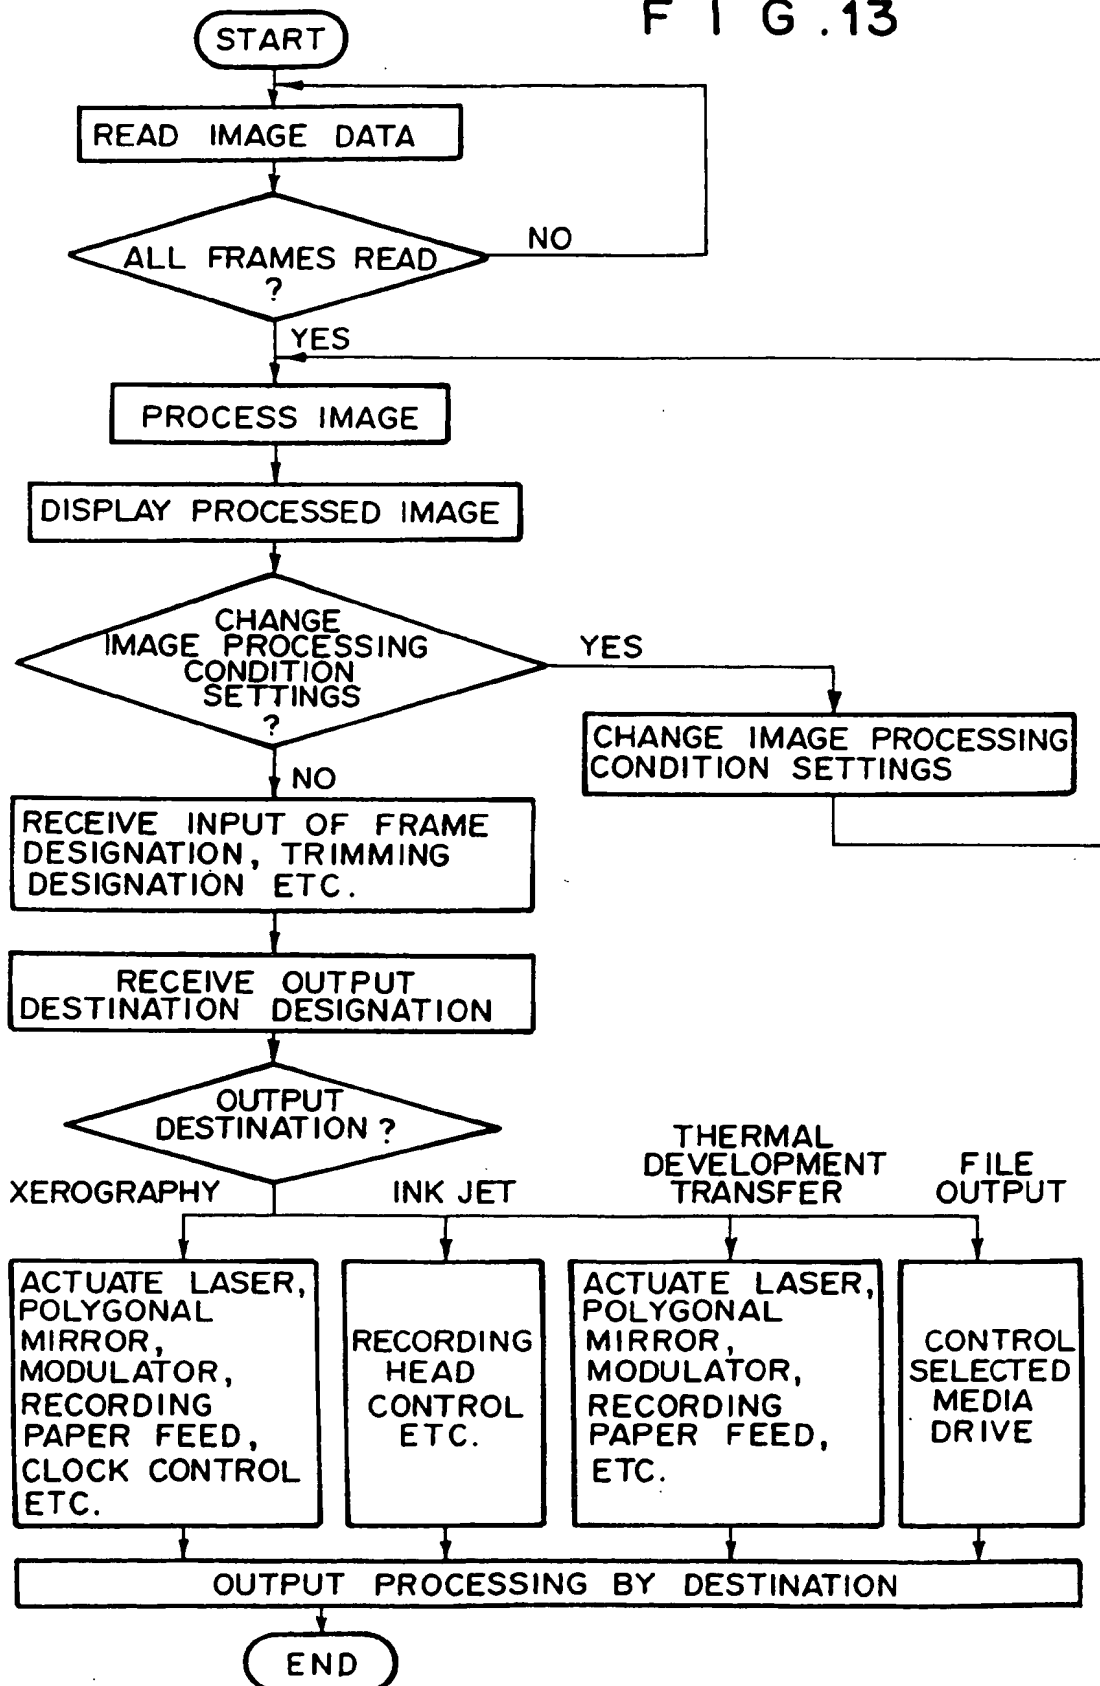 F I G .13
START
READ IMAGE DATA
ALL FRAMES READ
?
NO
YES
PROCESS IMAGE
DISPLAY PROCESSED IMAGE
CHANGE
IMAGE PROCESSING
CONDITION
SETTINGS
?
YES
CHANGE IMAGE PROCESSING
CONDITION SETTINGS
NO
RECEIVE INPUT OF FRAME
DESIGNATION, TRIMMING
DESIGNATION ETC.
RECEIVE OUTPUT
DESTINATION DESIGNATION
OUTPUT
DESTINATION ?
XEROGRAPHY
INK JET
THERMAL
DEVELOPMENT
TRANSFER
FILE
OUTPUT
ACTUATE LASER,
POLYGONAL
MIRROR,
MODULATOR,
RECORDING
PAPER FEED,
CLOCK CONTROL
ETC.
RECORDING
HEAD
CONTROL
ETC.
ACTUATE LASER,
POLYGONAL
MIRROR,
MODULATOR,
RECORDING
PAPER FEED,
ETC.
CONTROL
SELECTED
MEDIA
DRIVE
OUTPUT PROCESSING BY DESTINATION
END